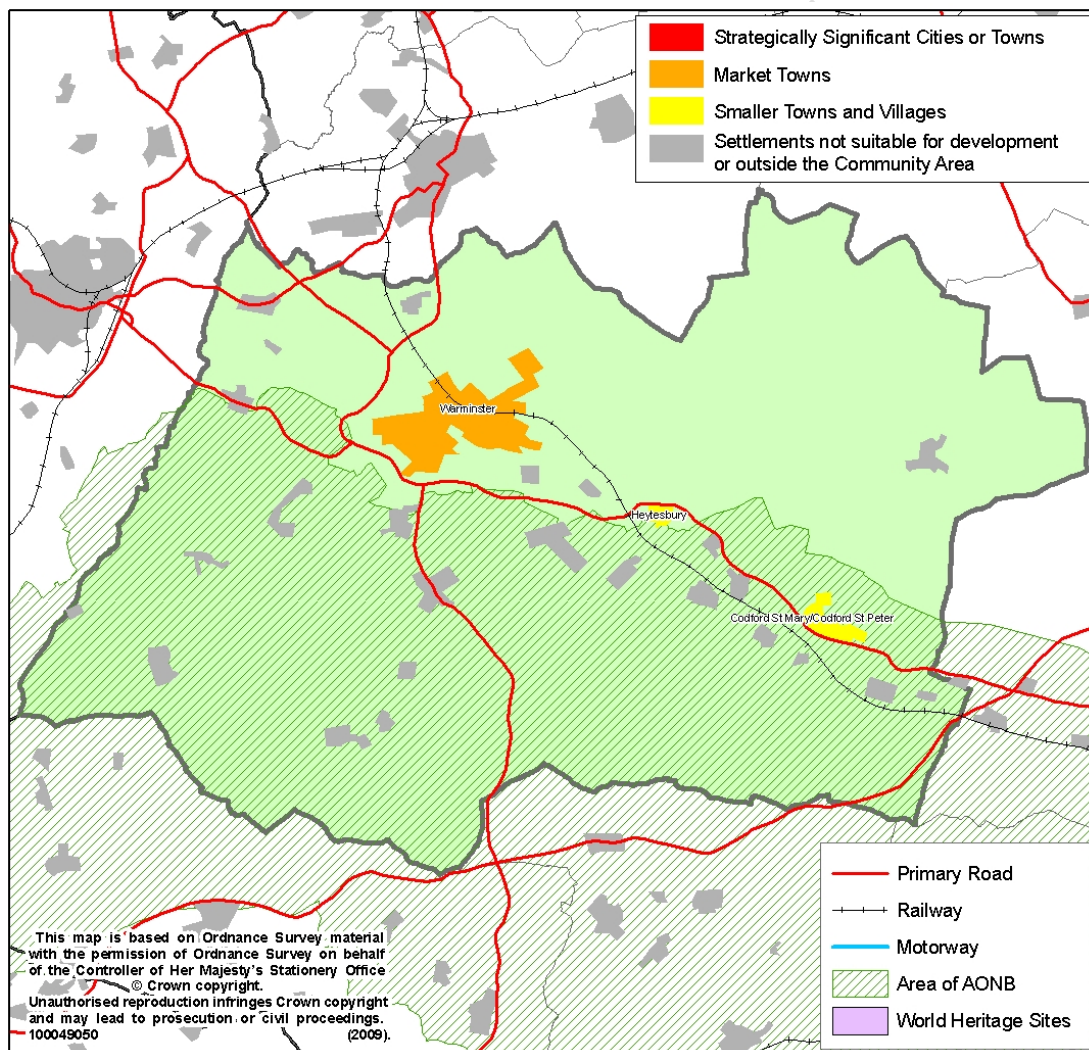 Strategically Significant Cities or Towns
Market Towns
Smaller Towns and Villages
Settlements not suitable for development
or outside the Community Area
Warminster
Heytesbury
Codford St Mary/Codford St Peter
Primary Road
Railway
Motorway
Area of AONB
World Heritage Sites
This map is based on Ordnance Survey material
with the permission of Ordnance Survey on behalf
of the Controller of Her Majesty's Stationery Office
© Crown copyright.
Unauthorised reproduction infringes Crown copyright
and may lead to prosecution or civil proceedings.
100049050 (2009).